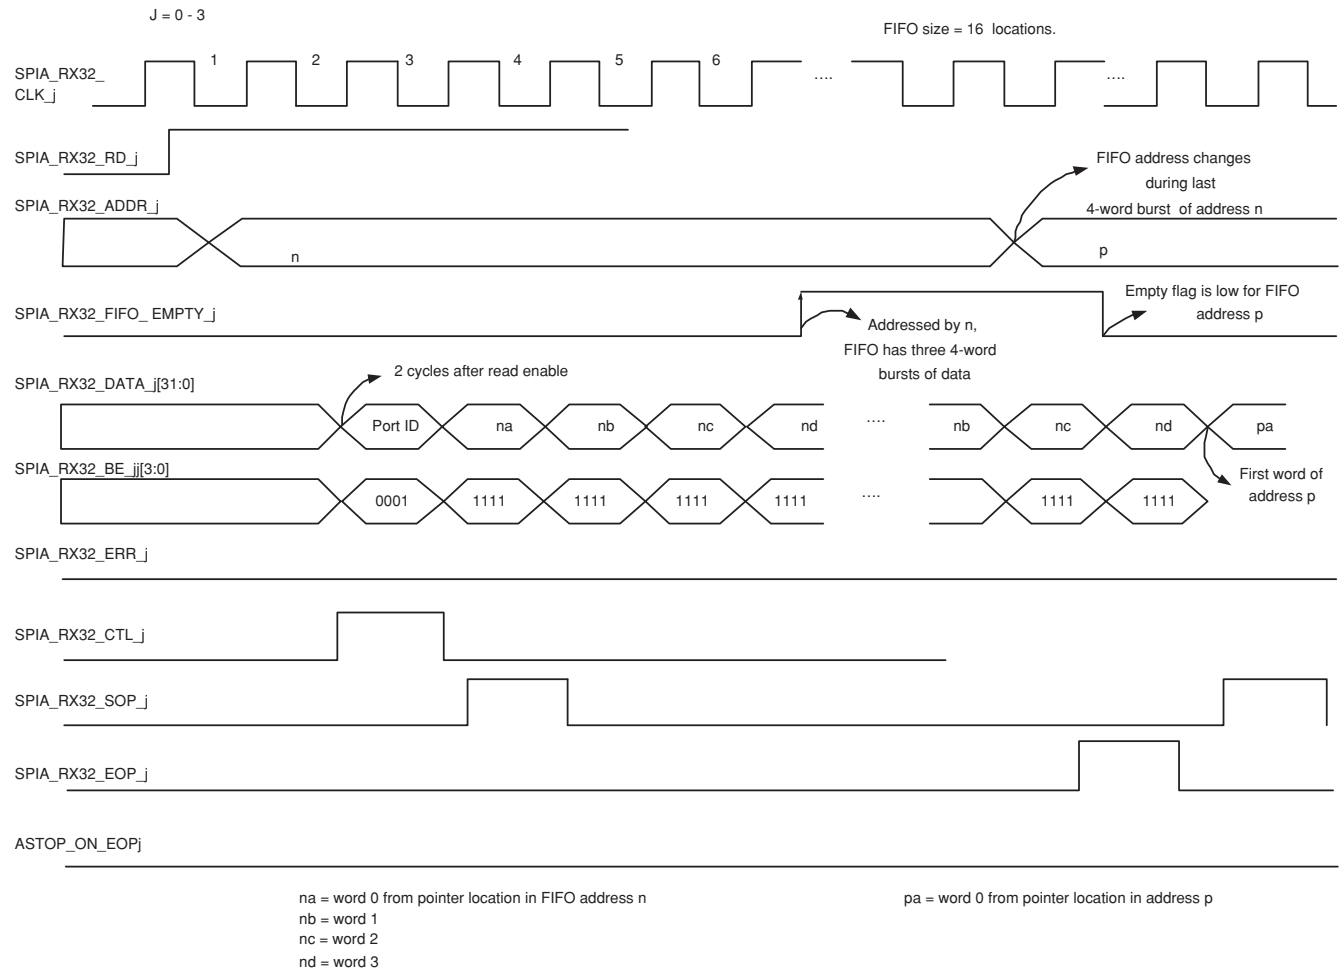 J = 0 - 3
FIFO size = 16 locations.
1 2 3 4 5 6
SPIA_RX32_
CLK_j
....
....
SPIA_RX32_RD_j
FIFO address changes
during last
4-word burst of address n
SPIA_RX32_ADDR_j
n
p
SPIA_RX32_FIFO_ EMPTY_j
Empty flag is low for FIFO
address p
Addressed by n,
FIFO has three 4-word
bursts of data
2 cycles after read enable
SPIA_RX32_DATA_j[31:0]
Port ID na nb nc nd .... nb nc nd pa
SPIA_RX32_BE_jj[3:0]
0001 1111 1111 1111 1111 .... 1111 1111
First word of
address p
SPIA_RX32_ERR_j
SPIA_RX32_CTL_j
SPIA_RX32_SOP_j
SPIA_RX32_EOP_j
ASTOP_ON_EOPj
na = word 0 from pointer location in FIFO address n
nb = word 1
nc = word 2
nd = word 3
pa = word 0 from pointer location in address p